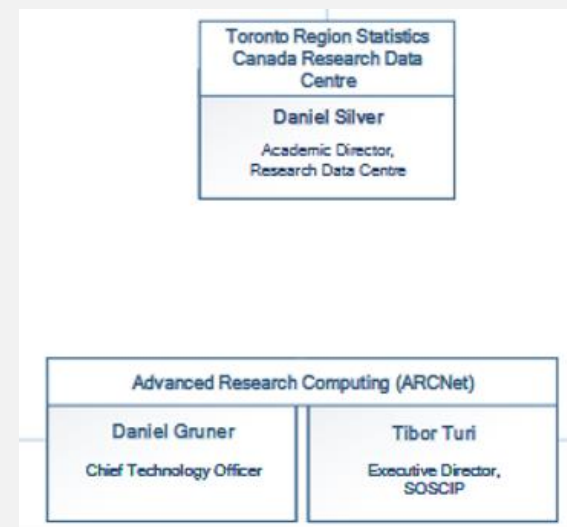 Toronto Region Statistics
Canada Research Data
Centre
Daniel Silver
Academic Director,
Research Data Centre
Advanced Research Computing (ARCNet)
Daniel Gruner
Chief Technology Officer
Tibor Turi
Executive Director,
SOSCIP